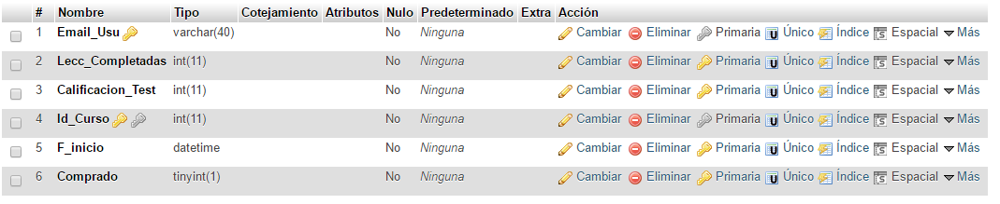 # Nombre Tipo Cotejamiento Atributos Nulo Predeterminado Extra Acción
1 Email_Usu varchar(40) No Ninguna Cambiar Eliminar Primaria Único Índice Espacial Más
2 Lecc_Completadas int(11) No Ninguna Cambiar Eliminar Primaria Único Índice Espacial Más
3 Calificacion_Test int(11) No Ninguna Cambiar Eliminar Primaria Único Índice Espacial Más
4 Id_Curso int(11) No Ninguna Cambiar Eliminar Primaria Único Índice Espacial Más
5 F_inicio datetime No Ninguna Cambiar Eliminar Primaria Único Índice Espacial Más
6 Comprado tinyint(1) No Ninguna Cambiar Eliminar Primaria Único Índice Espacial Más